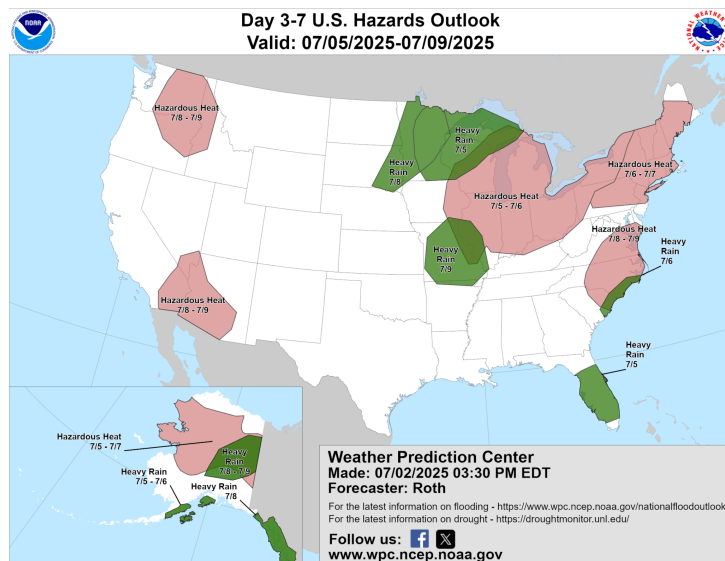 Day 3-7 U.S. Hazards Outlook
Valid: 07/05/2025-07/09/2025
NOAA
Hazardous Heat
7/8 - 7/9
Heavy
Rain
7/5
Heavy
Rain
7/8
Hazardous Heat
7/6 - 7/7
Hazardous Heat
7/5 - 7/6
Hazardous Heat
7/8 - 7/9
Heavy
Rain
7/6
Heavy
Rain
7/9
Hazardous Heat
7/8 - 7/9
Heavy
Rain
7/5
Hazardous Heat
7/5 - 7/7
Heavy
Rain
7/8 - 7/9
Heavy Rain
7/5 - 7/6
Heavy Rain
7/8
Weather Prediction Center
Made: 07/02/2025 03:30 PM EDT
Forecaster: Roth
For the latest information on flooding - https://www.wpc.ncep.noaa.gov/nationalfloodoutlook
For the latest information on drought - https://droughtmonitor.unl.edu/
Follow us:
www.wpc.ncep.noaa.gov